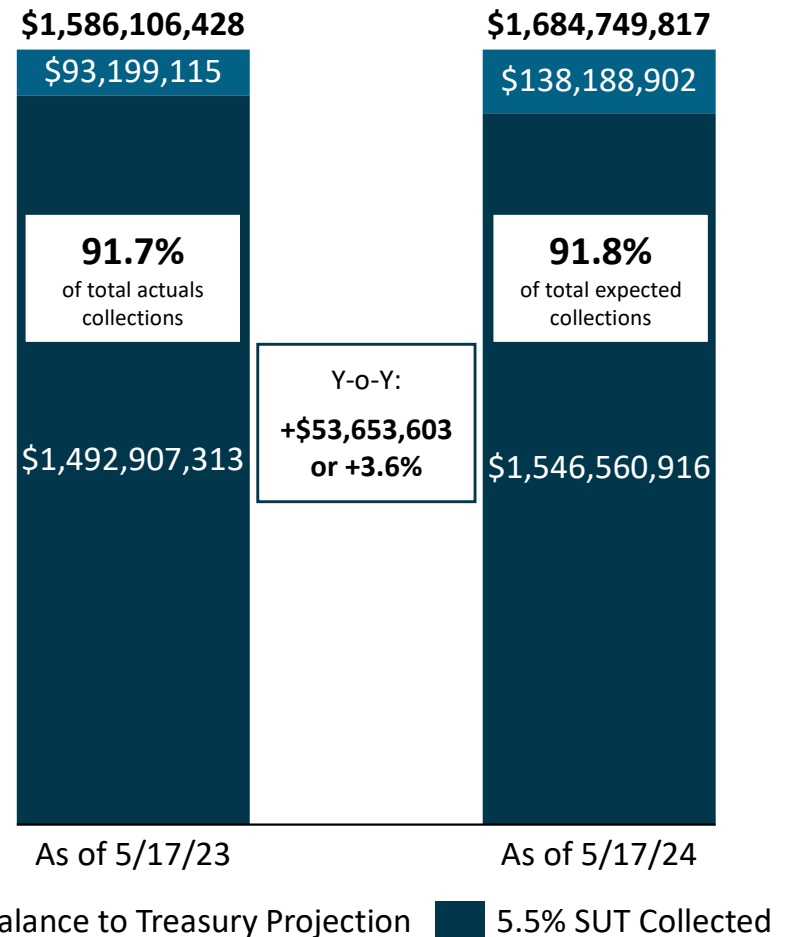 $1,586,106,428
$1,684,749,817
$93,199,115
$138,188,902
91.7%
of total actuals
collections
91.8%
of total expected
collections
Y-o-Y:
+$53,653,603
or +3.6%
$1,492,907,313
$1,546,560,916
As of 5/17/23
As of 5/17/24
alance to Treasury Projection
5.5% SUT Collected